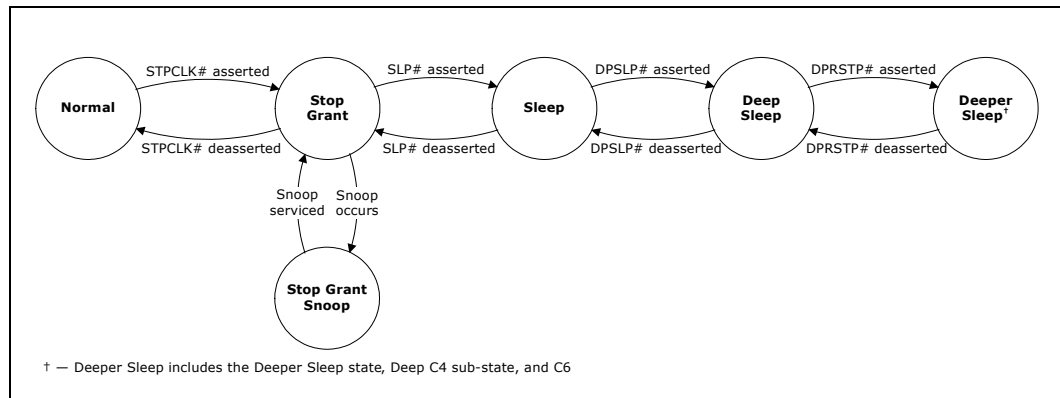 STPCLK# asserted
SLP# asserted
DPSLP# asserted
DPRSTP# asserted
Normal
Stop
Grant
Sleep
Deep
Sleep
Deeper
Sleep†
STPCLK# deasserted
SLP# deasserted
DPSLP# deasserted
DPRSTP# deasserted
Snoop
serviced
Snoop
occurs
Stop Grant
Snoop
† — Deeper Sleep includes the Deeper Sleep state, Deep C4 sub-state, and C6